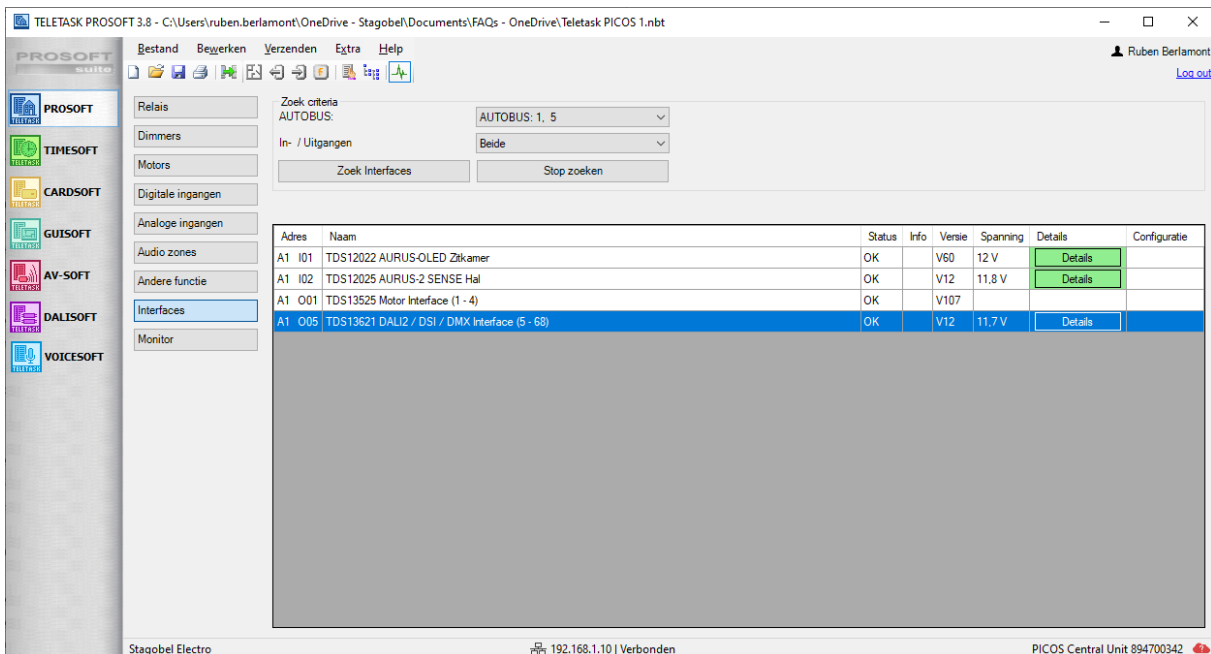 TELETASK PROSOFT 3.8 - C:\Users\ruben.berlamont\OneDrive - Stagobel\Documents\FAQs - OneDrive\Teletask PICOS 1.nbt
PROSOFT
suite
Bestand Bewerken Verzenden Extra Help
Ruben Berlamont
Log out
PROSOFT
TIMESOFT
CARDSOFT
GUISOFT
AV-SOFT
DALISOFT
VOICESOFT
Relais
Dimmers
Motors
Digitale ingangen
Analoge ingangen
Audio zones
Andere functie
Interfaces
Monitor
Zoek criteria
AUTOBUS: AUTOBUS: 1, 5
In- / Uitgangen Beide
Zoek Interfaces Stop zoeken
Adres Naam Status Info Versie Spanning Details Configuratie
A1 I01 TDS12022 AURUS-OLED Zitkamer OK V60 12 V Details
A1 I02 TDS12025 AURUS-2 SENSE Hal OK V12 11,8 V Details
A1 O01 TDS13525 Motor Interface (1 - 4) OK V107
A1 O05 TDS13621 DALI2 / DSI / DMX Interface (5 - 68) OK V12 11,7 V Details
Stagobel Electro 192.168.1.10 | Verbonden PICOS Central Unit 894700342